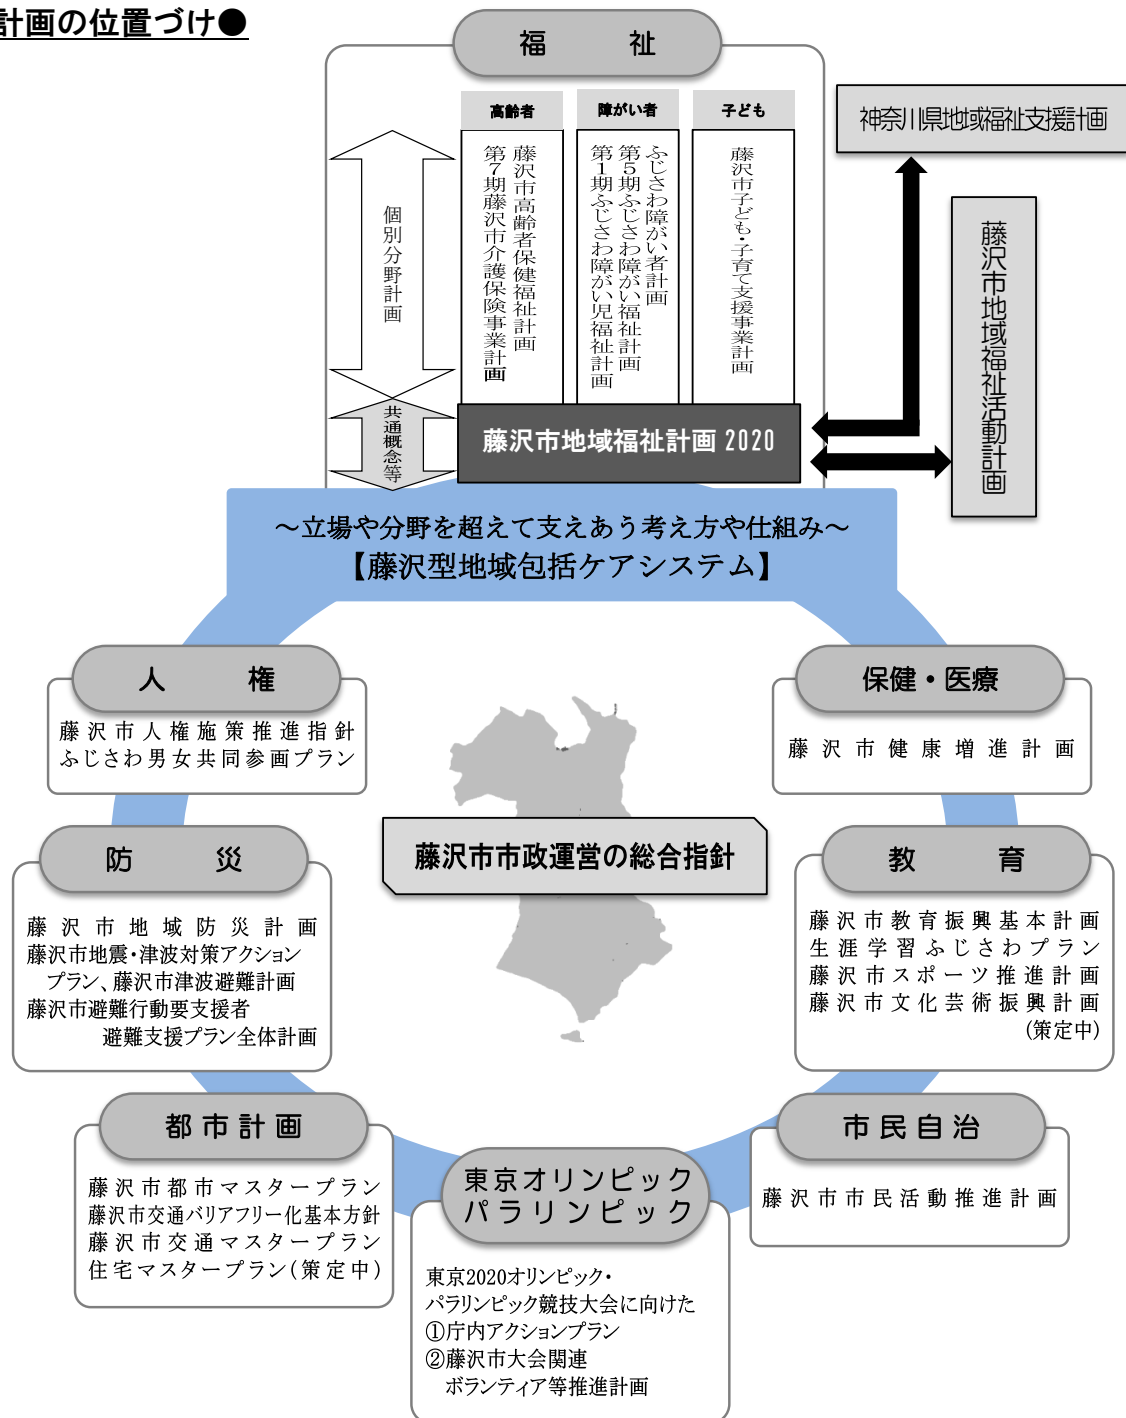 計画の位置づけ●
福祉
高齢者
障がい者
子ども
神奈川県地域福祉支援計画
個別分野計画
藤沢市高齢者保健福祉計画
第7期藤沢市介護保険事業計画
ふじさわ障がい者計画
第5期ふじさわ障がい福祉計画
第1期ふじさわ障がい児福祉計画
藤沢市子ども・子育て支援事業計画
藤沢市地域福祉活動計画
共通概念等
藤沢市地域福祉計画 2020
～立場や分野を超えて支えあう考え方や仕組み～
【藤沢型地域包括ケアシステム】
人権
藤沢市人権施策推進指針
ふじさわ男女共同参画プラン
保健・医療
藤沢市健康増進計画
藤沢市市政運営の総合指針
防災
藤沢市地域防災計画
藤沢市地震・津波対策アクション
プラン、藤沢市津波避難計画
藤沢市避難行動要支援者
避難支援プラン全体計画
教育
藤沢市教育振興基本計画
生涯学習ふじさわプラン
藤沢市スポーツ推進計画
藤沢市文化芸術振興計画
(策定中)
都市計画
藤沢市都市マスタープラン
藤沢市交通バリアフリー化基本方針
藤沢市交通マスタープラン
住宅マスタープラン(策定中)
東京オリンピック
パラリンピック
東京2020オリンピック・
パラリンピック競技大会に向けた
①庁内アクションプラン
②藤沢市大会関連
ボランティア等推進計画
市民自治
藤沢市市民活動推進計画